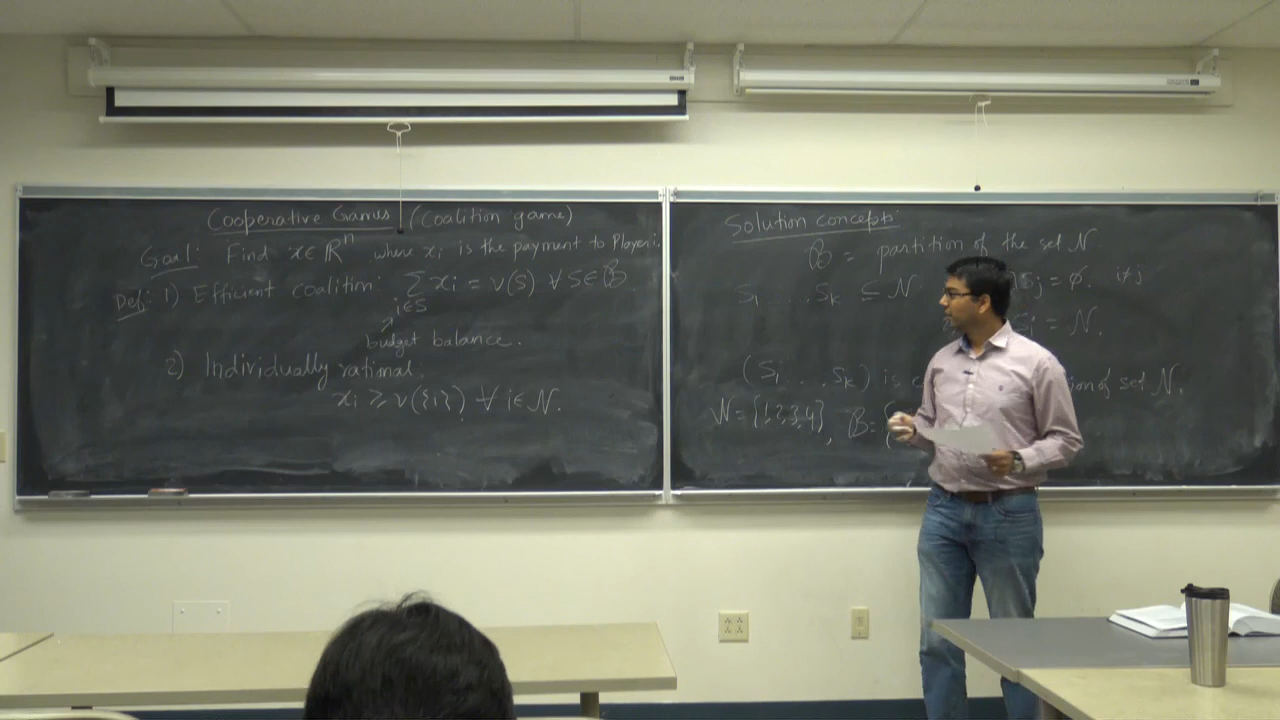 Cooperative Games (Coalition game)
Goal: Find x ∈ ℝⁿ where xᵢ is the payment to Player i.
Def: 1) Efficient coalition: Σ xᵢ = v(S) ∀ S ∈ ℬ
i∈S
budget balance.
2) Individually rational:
xᵢ ≥ v({i}) ∀ i ∈ N.
Solution concepts:
ℬ = partition of the set N
S₁ .... Sₖ ⊆ N Sⱼ = ∅. i≠j
= N.
(S₁ ... Sₖ) is of set N.
N = {1,2,3,4}, ℬ = {